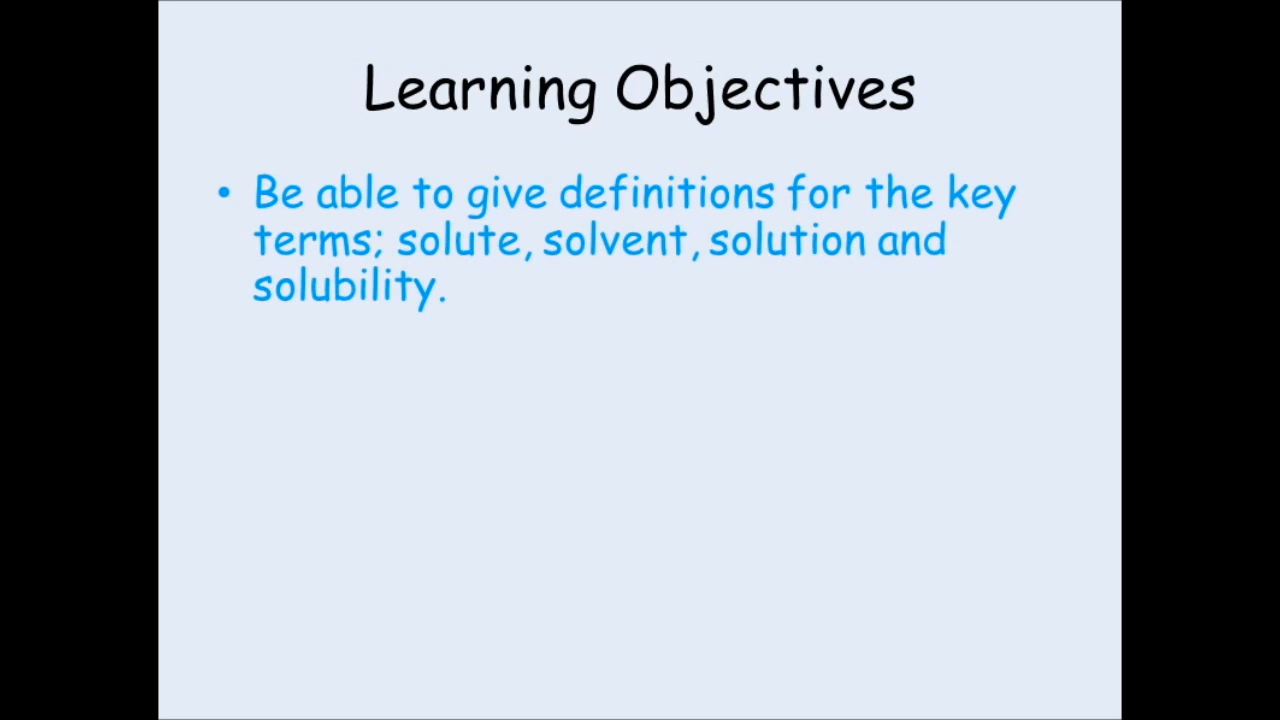 Learning Objectives
• Be able to give definitions for the key
terms; solute, solvent, solution and
solubility.